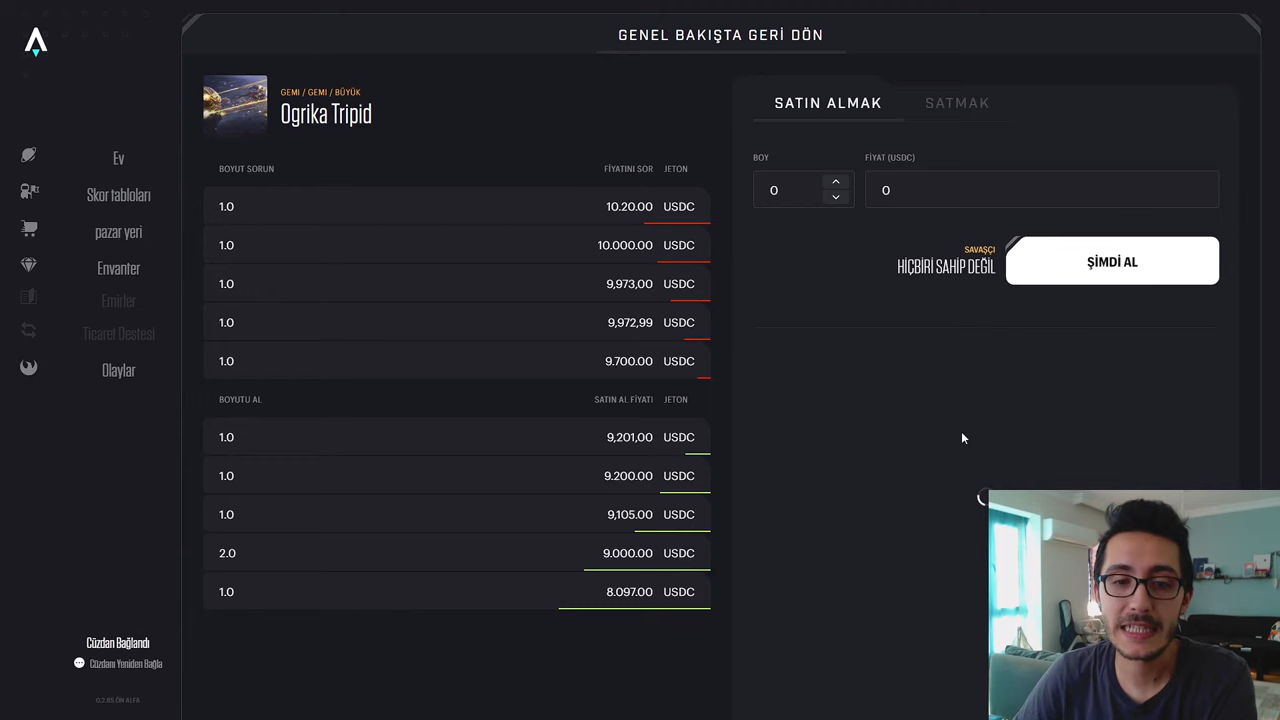 GENEL BAKIŞTA GERİ DÖN
GEMI / GEMI / BÜYÜK
Ogrika Tripid
BOYUT SORUN FİYATINI SOR JETON
1.0 10.20.00 USDC
1.0 10.000.00 USDC
1.0 9,973,00 USDC
1.0 9,972,99 USDC
1.0 9.700.00 USDC
BOYUTU AL SATIN AL FİYATI JETON
1.0 9,201,00 USDC
1.0 9.200.00 USDC
1.0 9,105.00 USDC
2.0 9.000.00 USDC
1.0 8.097.00 USDC
SATIN ALMAK SATMAK
BOY FİYAT (USDC)
0 0
SAVAŞÇI
HİÇBİRİ SAHİP DEĞİL
ŞİMDİ AL
Ev
Skor tabloları
pazar yeri
Envanter
Emirler
Ticaret Destesi
Olaylar
Cüzdan Bağlandı
Cüzdanı Yeniden Bağla
0.2.85 ÖN ALFA